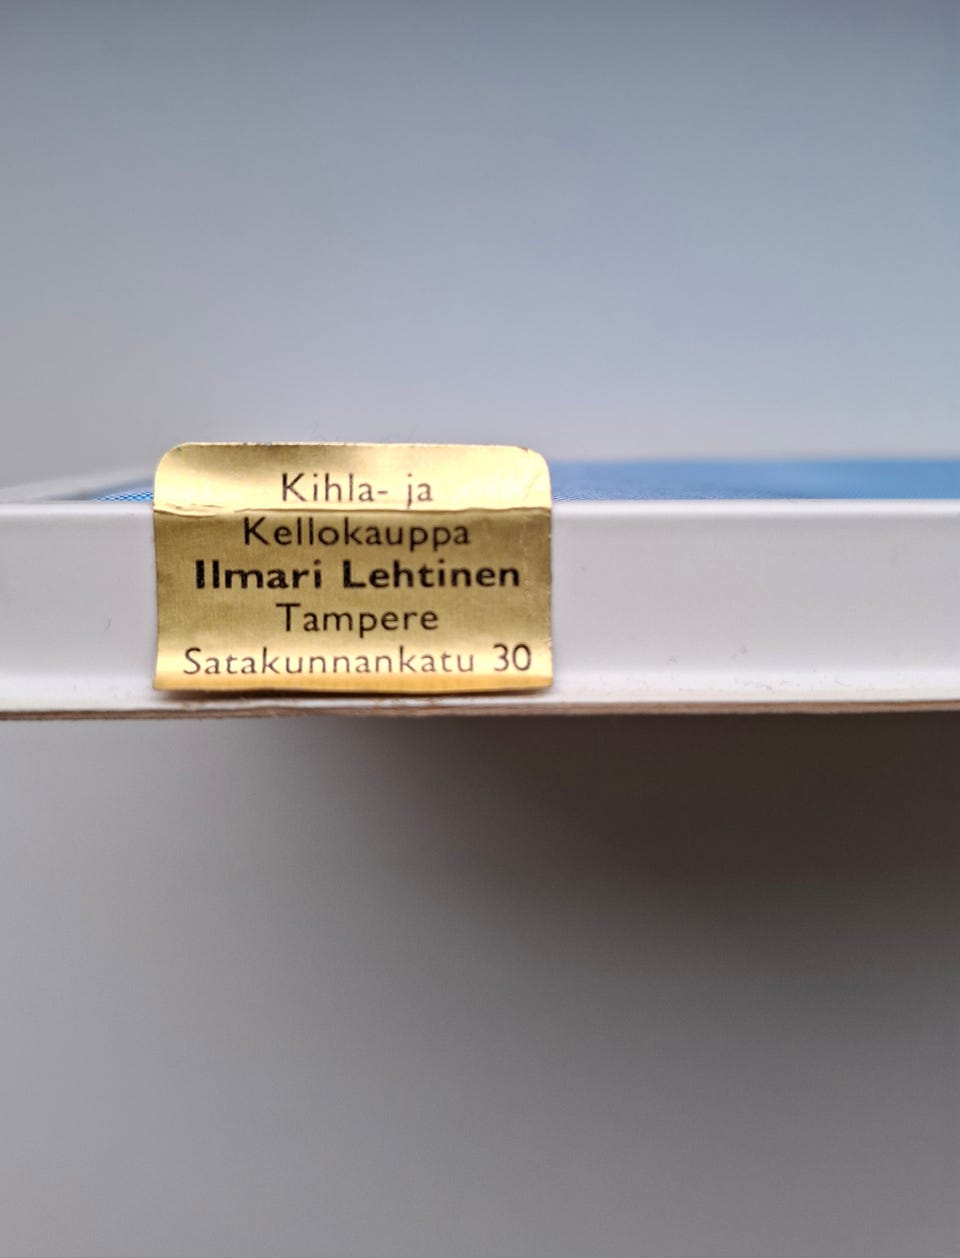 Kihla- ja
Kellokauppa
Ilmari Lehtinen
Tampere
Satakunnankatu 30